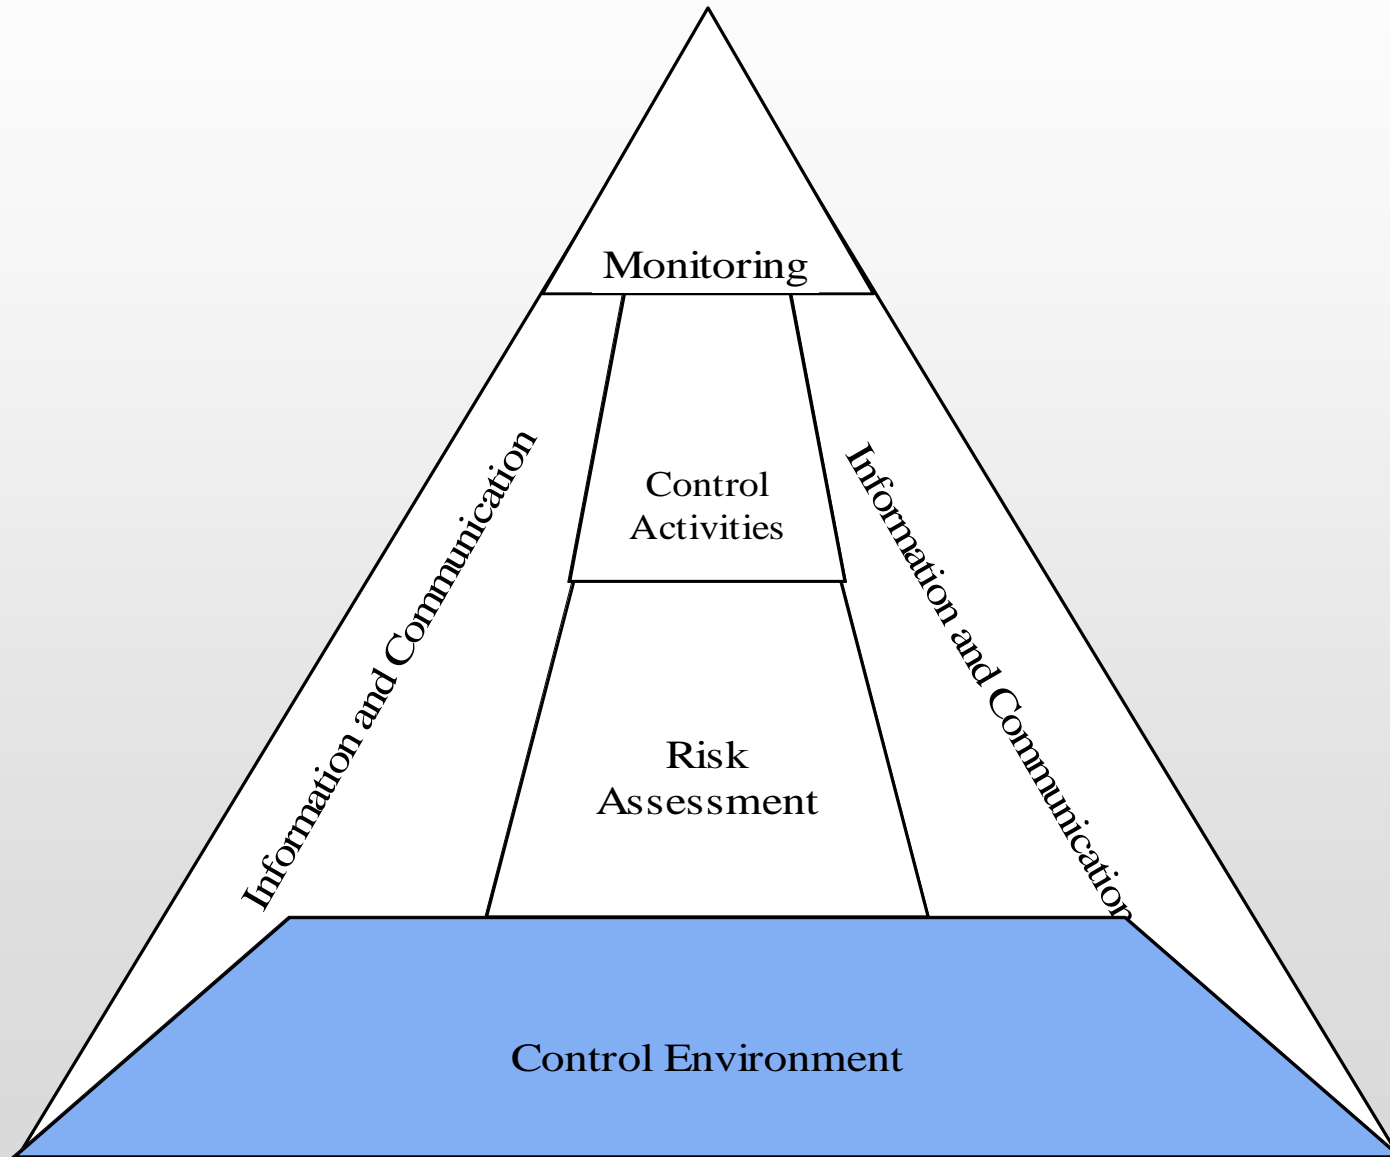 Monitoring
Control
Activities
Information and Communication
Information and Communication
Risk
Assessment
Control Environment